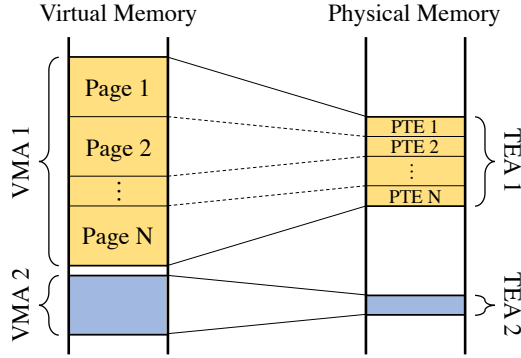 Virtual Memory
Physical Memory
VMA 1
Page 1
Page 2
⋮
Page N
PTE 1
PTE 2
⋮
PTE N
TEA 1
VMA 2
TEA 2